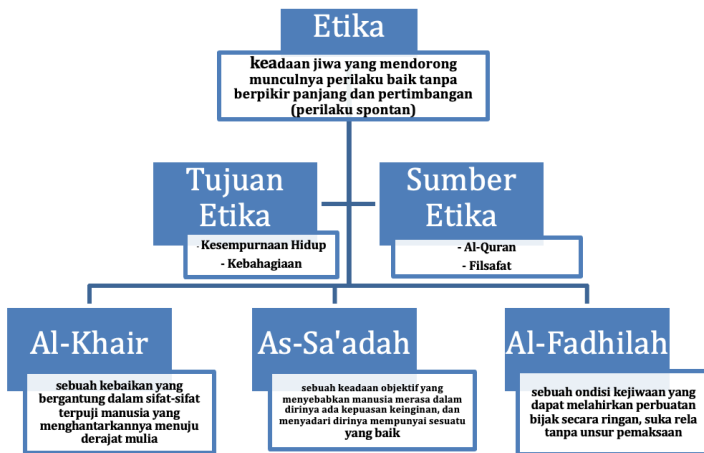 Etika
keadaan jiwa yang mendorong
munculnya perilaku baik tanpa
berpikir panjang dan pertimbangan
(perilaku spontan)
Tujuan
Etika
- Kesempurnaan Hidup
- Kebahagiaan
Sumber
Etika
- Al-Quran
- Filsafat
Al-Khair
sebuah kebaikan yang
bergantung dalam sifat-sifat
terpuji manusia yang
menghantarkannya menuju
derajat mulia
As-Sa'adah
sebuah keadaan objektif yang
menyebabkan manusia merasa dalam
dirinya ada kepuasan keinginan, dan
menyadari dirinya mempunyai sesuatu
yang baik
Al-Fadhilah
sebuah ondisi kejiwaan yang
dapat melahirkan perbuatan
bijak secara ringan, suka rela
tanpa unsur pemaksaan